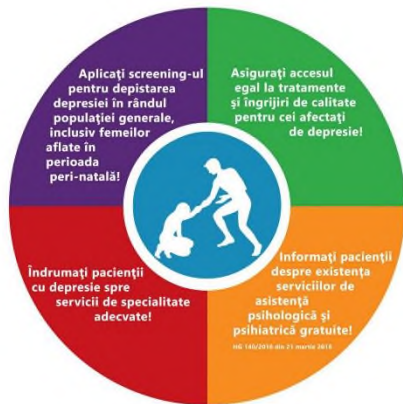 Aplicați screening-ul
pentru depistarea
depresiei în rândul
populației generale,
inclusiv femeilor
aflate în
perioada
peri-natală!
Asigurați accesul
egal la tratamente
și îngrijiri de calitate
pentru cei afectați
de depresie!
Îndrumați pacienții
cu depresie spre
servicii de specialitate
adecvate!
Informați pacienții
despre existența
serviciilor de
asistență
psihologică și
psihiatrică gratuite!
HG 140/2018 din 21 martie 2018